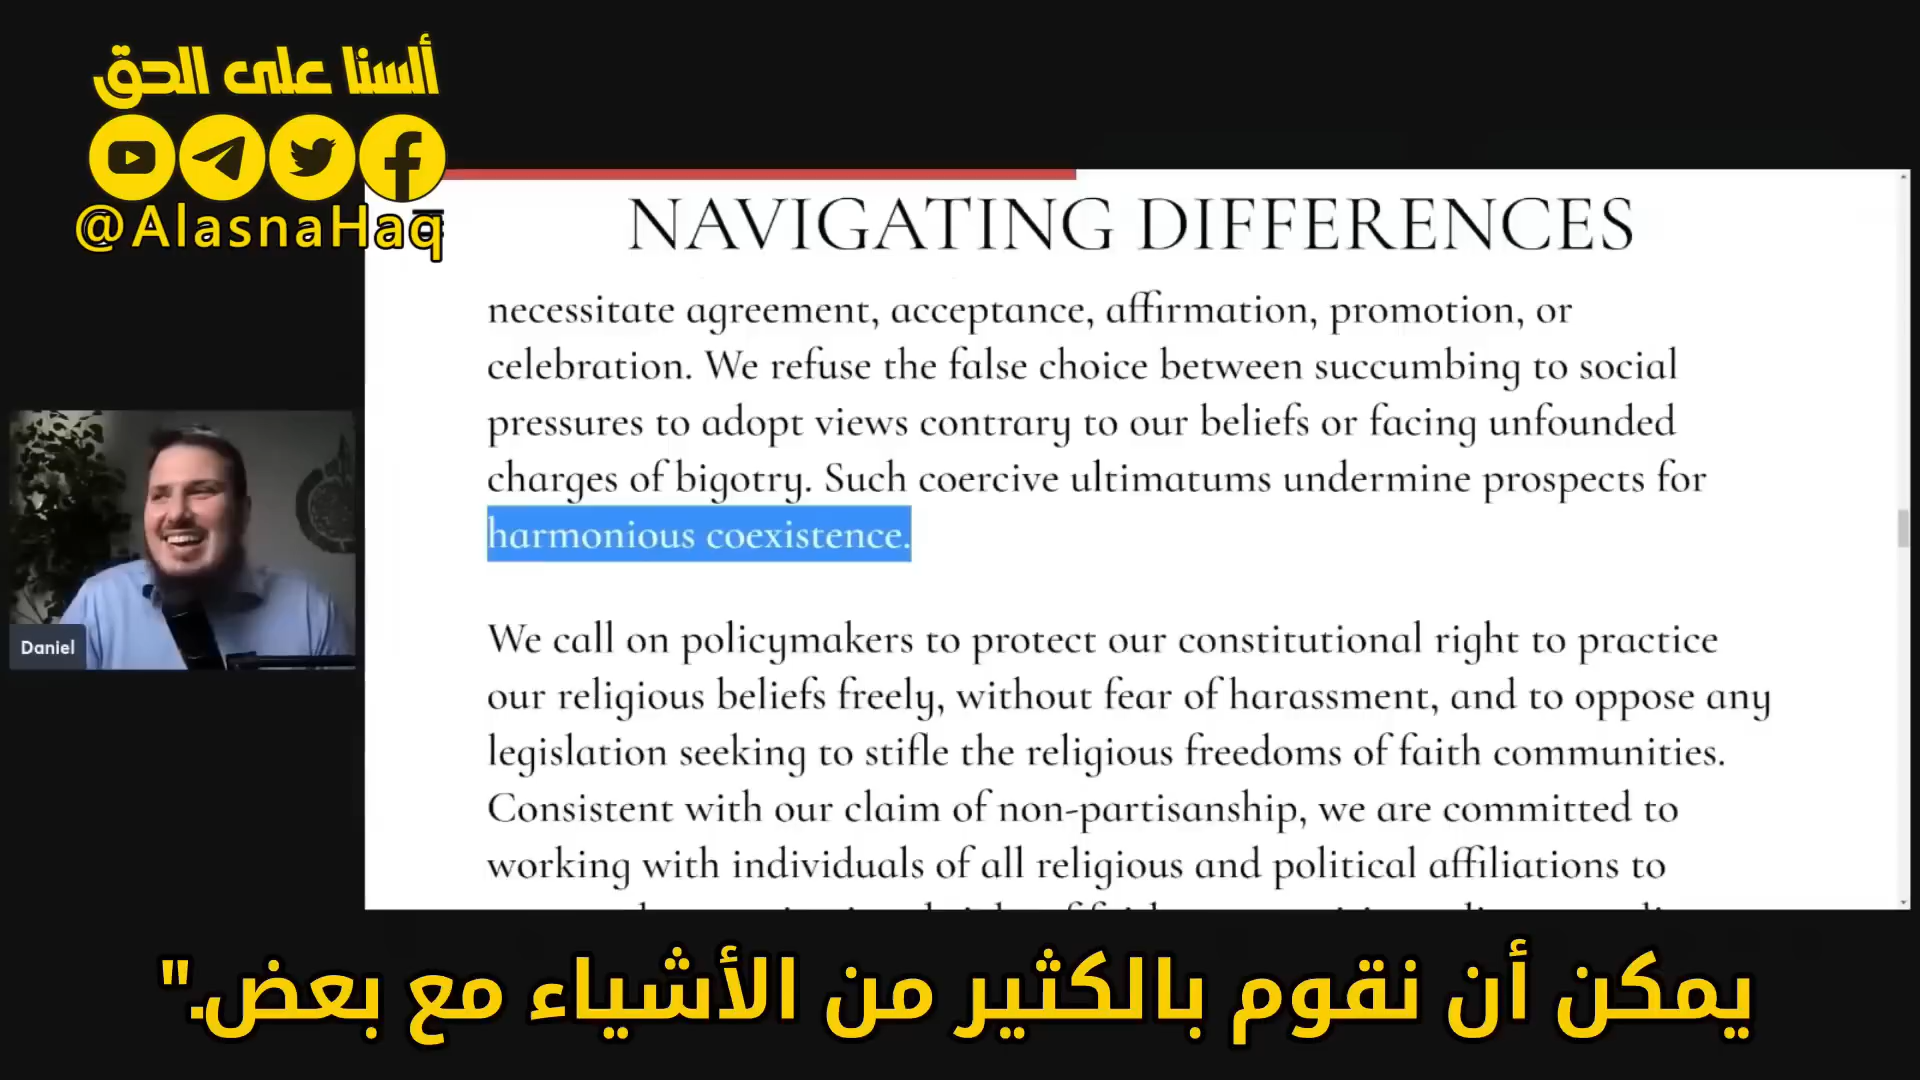 ألسنا على الحق
@AlasnaHaq
NAVIGATING DIFFERENCES
necessitate agreement, acceptance, affirmation, promotion, or
celebration. We refuse the false choice between succumbing to social
pressures to adopt views contrary to our beliefs or facing unfounded
charges of bigotry. Such coercive ultimatums undermine prospects for
harmonious coexistence.
We call on policymakers to protect our constitutional right to practice
our religious beliefs freely, without fear of harassment, and to oppose any
legislation seeking to stifle the religious freedoms of faith communities.
Consistent with our claim of non-partisanship, we are committed to
working with individuals of all religious and political affiliations to
Daniel
يمكن أن نقوم بالكثير من الأشياء مع بعض."